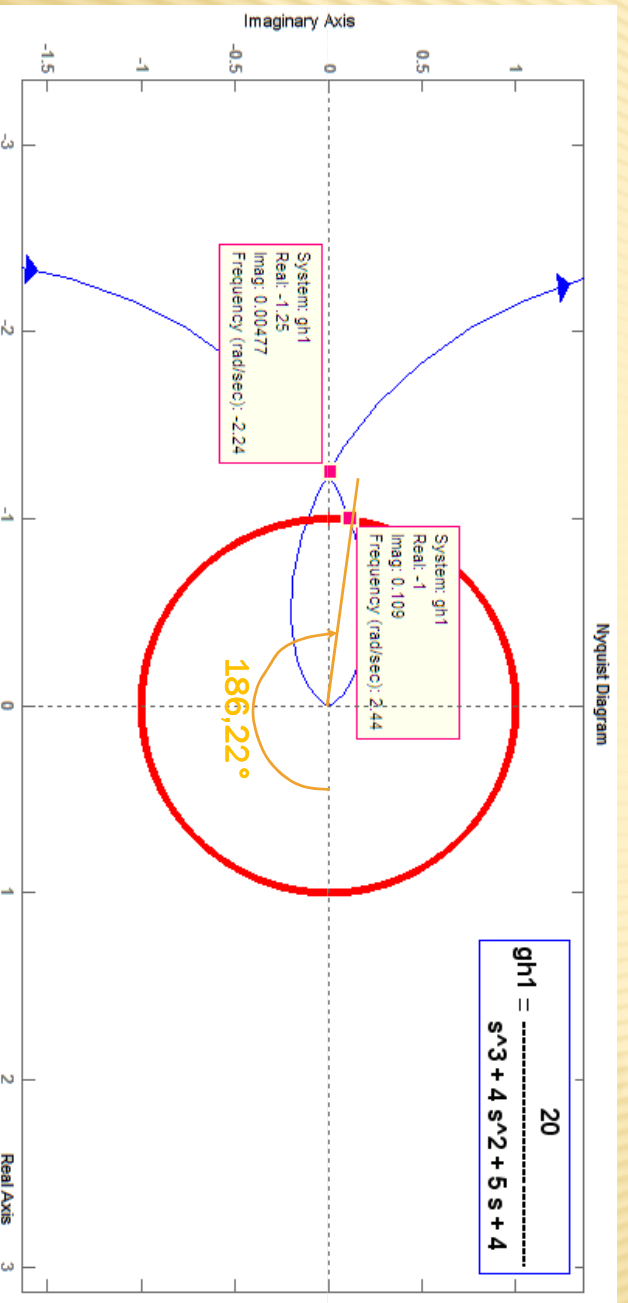 Nyquist Diagram
20
gh1 = ------------------------
s^3 + 4 s^2 + 5 s + 4
System: gh1
Real: -1
Imag: 0.109
Frequency (rad/sec): 2.44
System: gh1
Real: -1.25
Imag: 0.00477
Frequency (rad/sec): -2.24
186,22°
Imaginary Axis
1
0.5
0
-0.5
-1
-1.5
-3
-2
-1
0
1
2
3
Real Axis